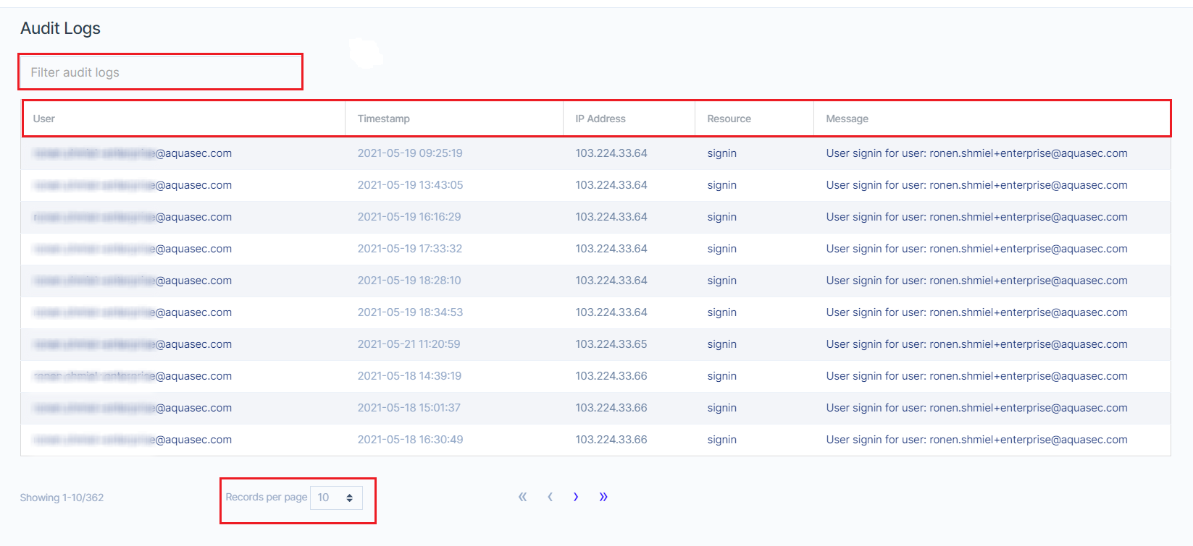 Audit Logs
Filter audit logs
User Timestamp IP Address Resource Message
@aquasec.com 2021-05-19 09:25:19 103.224.33.64 signin User signin for user: ronen.shmiel+enterprise@aquasec.com
@aquasec.com 2021-05-19 13:43:05 103.224.33.64 signin User signin for user: ronen.shmiel+enterprise@aquasec.com
@aquasec.com 2021-05-19 16:16:29 103.224.33.64 signin User signin for user: ronen.shmiel+enterprise@aquasec.com
@aquasec.com 2021-05-19 17:33:32 103.224.33.64 signin User signin for user: ronen.shmiel+enterprise@aquasec.com
@aquasec.com 2021-05-19 18:28:10 103.224.33.64 signin User signin for user: ronen.shmiel+enterprise@aquasec.com
@aquasec.com 2021-05-19 18:34:53 103.224.33.64 signin User signin for user: ronen.shmiel+enterprise@aquasec.com
@aquasec.com 2021-05-21 11:20:59 103.224.33.65 signin User signin for user: ronen.shmiel+enterprise@aquasec.com
@aquasec.com 2021-05-18 14:39:19 103.224.33.66 signin User signin for user: ronen.shmiel+enterprise@aquasec.com
@aquasec.com 2021-05-18 15:01:37 103.224.33.66 signin User signin for user: ronen.shmiel+enterprise@aquasec.com
@aquasec.com 2021-05-18 16:30:49 103.224.33.66 signin User signin for user: ronen.shmiel+enterprise@aquasec.com
Showing 1-10/362 Records per page 10 « ‹ › »